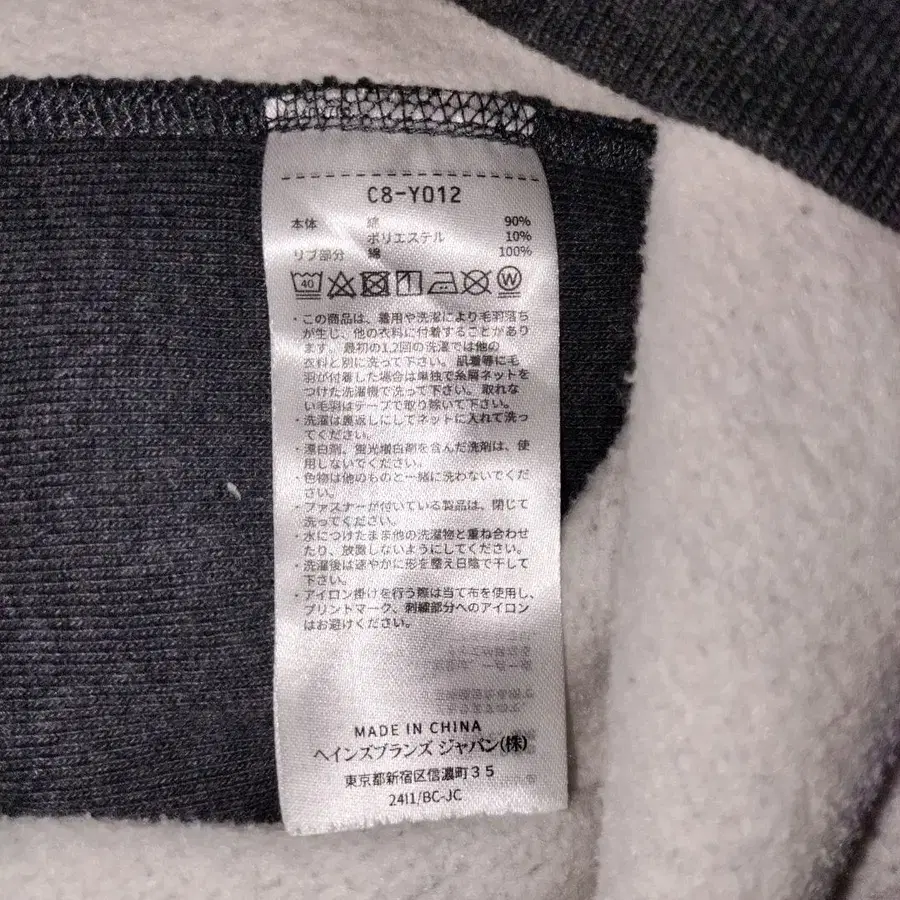 C8-Y012
本体 綿 90%
ポリエステル 10%
リブ部分 綿 100%
40 W
・この商品は、着用や洗濯により毛羽落ち
が生じ、他の衣料に付着することがあり
ます。最初の1,2回の洗濯では他の
衣料と別に洗って下さい。肌着等に毛
羽が付着した場合は単独で糸屑ネットを
つけた洗濯機で洗って下さい。取れな
い毛羽はテープで取り除いて下さい。
・洗濯は裏返しにしてネットに入れて洗っ
てください。
・漂白剤、蛍光増白剤を含んだ洗剤は、使
用しないでください。
・色物は他のものと一緒に洗わないでくだ
さい。
・ファスナーが付いている製品は、閉じて
洗ってください。
・水につけたまま他の洗濯物と重ね合わせ
たり、放置しないようにしてください。
・洗濯後は速やかに形を整え日陰で干して
下さい。
・アイロン掛けを行う際は当て布を使用し、
プリントマーク、刺繍部分へのアイロン
はお避けください。
MADE IN CHINA
ヘインズブランズ ジャパン(株)
東京都新宿区信濃町35
2411/BC-JC